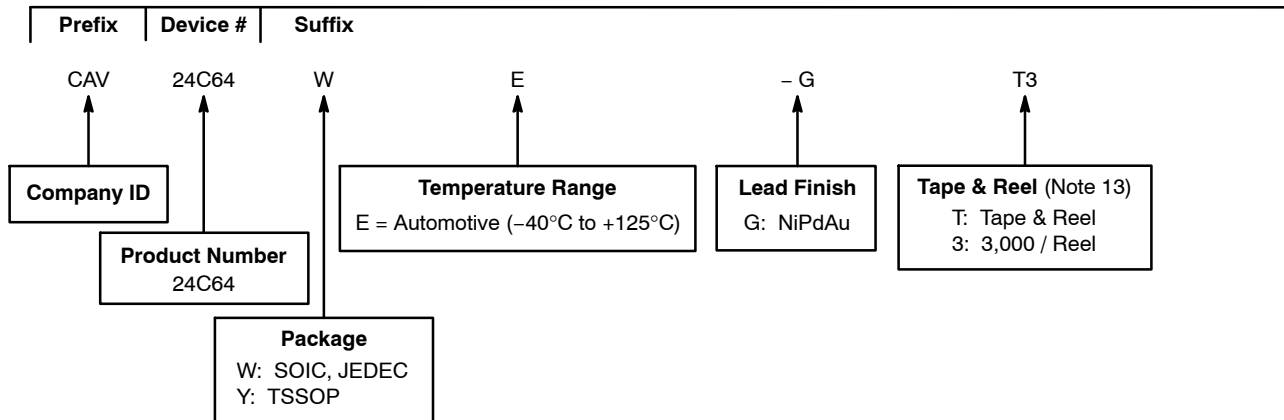 Prefix Device # Suffix
CAV 24C64 W E – G T3
Company ID
Product Number
24C64
Package
W: SOIC, JEDEC
Y: TSSOP
Temperature Range
E = Automotive (–40°C to +125°C)
Lead Finish
G: NiPdAu
Tape & Reel (Note 13)
T: Tape & Reel
3: 3,000 / Reel